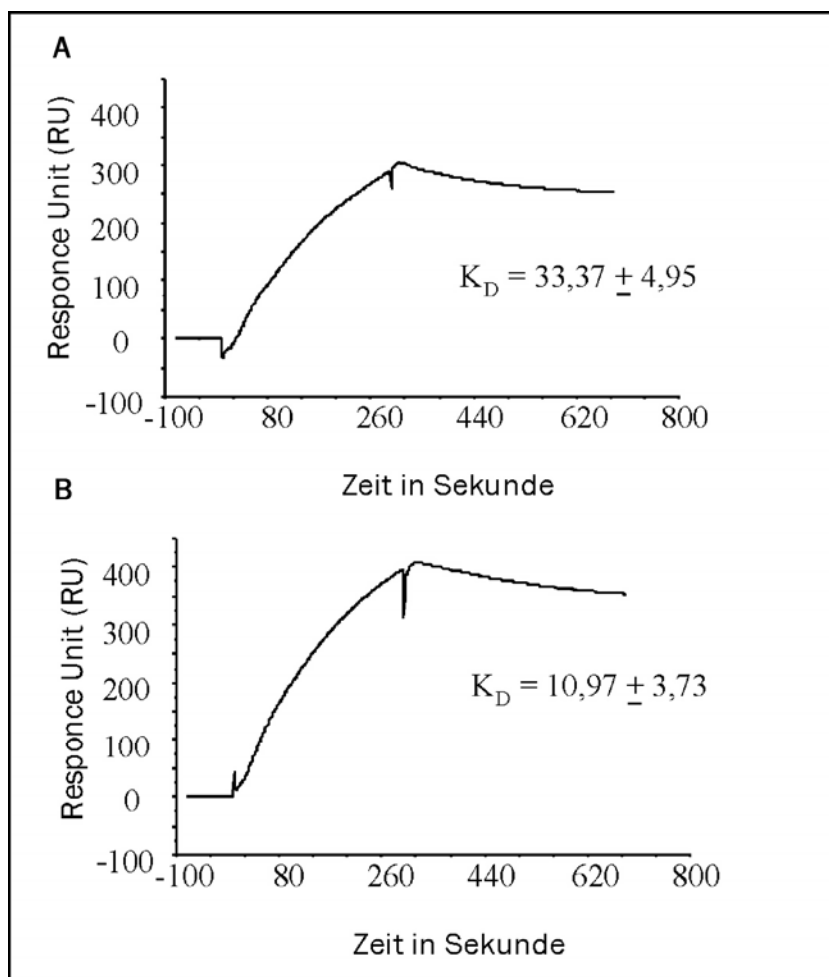 A
Responce Unit (RU)
400
300
200
100
0
-100
K_D = 33,37 ± 4,95
-100 80 260 440 620 800
Zeit in Sekunde
B
Responce Unit (RU)
400
300
200
100
0
-100
K_D = 10,97 ± 3,73
-100 80 260 440 620 800
Zeit in Sekunde